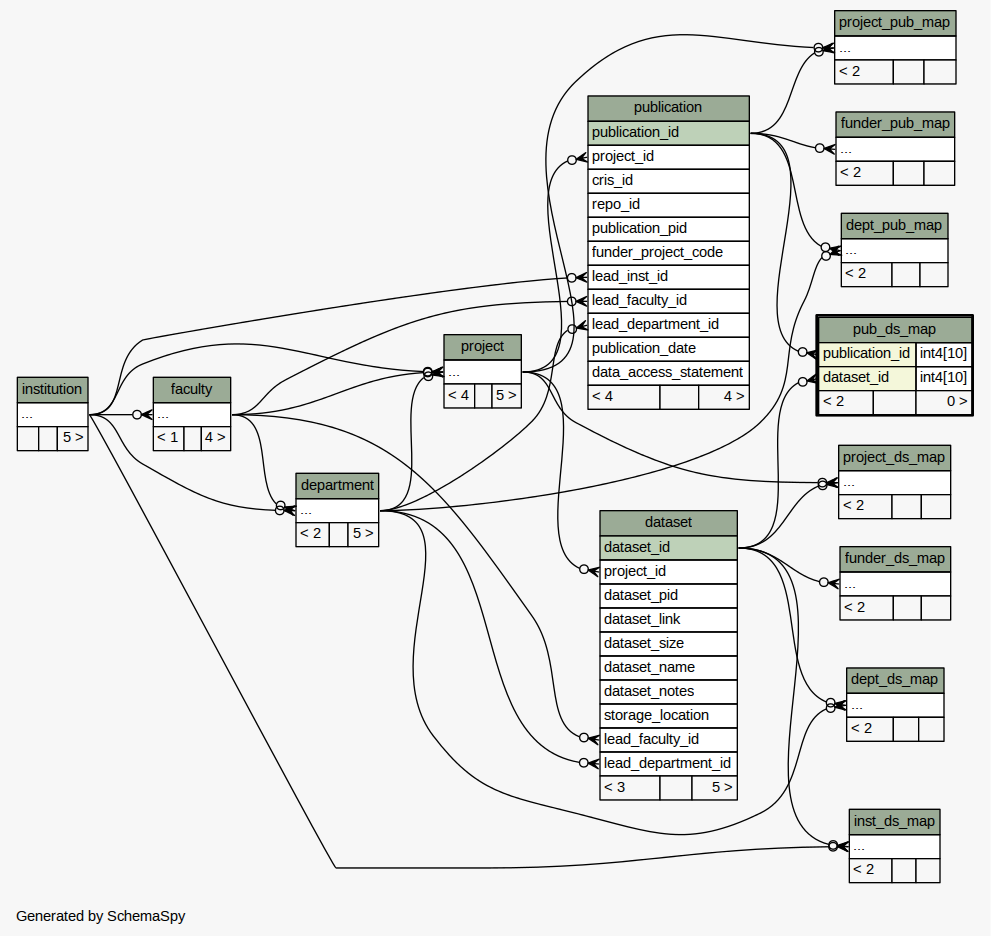 project_pub_map
...
< 2
publication
publication_id
project_id
cris_id
repo_id
publication_pid
funder_project_code
lead_inst_id
lead_faculty_id
lead_department_id
publication_date
data_access_statement
< 4 4 >
funder_pub_map
...
< 2
dept_pub_map
...
< 2
pub_ds_map
publication_id int4[10]
dataset_id int4[10]
< 2 0 >
project
...
< 4 5 >
institution
...
5 >
faculty
...
< 1 4 >
department
...
< 2 5 >
project_ds_map
...
< 2
dataset
dataset_id
project_id
dataset_pid
dataset_link
dataset_size
dataset_name
dataset_notes
storage_location
lead_faculty_id
lead_department_id
< 3 5 >
funder_ds_map
...
< 2
dept_ds_map
...
< 2
inst_ds_map
...
< 2
Generated by SchemaSpy